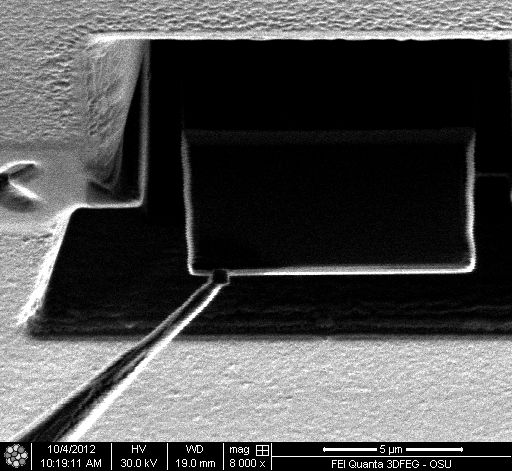 10/4/2012 HV WD mag 5 μm
10:19:11 AM 30.0 kV 19.0 mm 8 000 x FEI Quanta 3DFEG - OSU